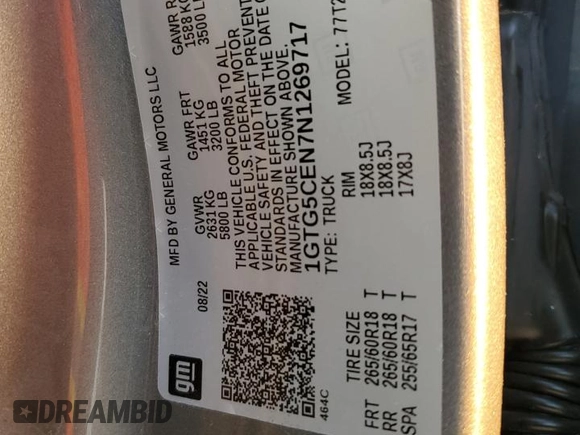 MFD BY GENERAL MOTORS LLC
08/22
GVWR
2631 KG
5800 LB
GAWR FRT
1451 KG
3200 LB
GAWR R
1588 KG
3500 L
THIS VEHICLE CONFORMS TO ALL
APPLICABLE U.S. FEDERAL MOTOR
VEHICLE SAFETY AND THEFT PREVENT
STANDARDS IN EFFECT ON THE DATE O
MANUFACTURE SHOWN ABOVE.
1GTG5CEN7N1269717
TYPE: TRUCK
MODEL: 77T2
gm
464C
TIRE SIZE
RIM
FRT 265/60R18 T 18X8.5J
RR 265/60R18 T 18X8.5J
SPA 255/65R17 T 17X8J
DREAMBID